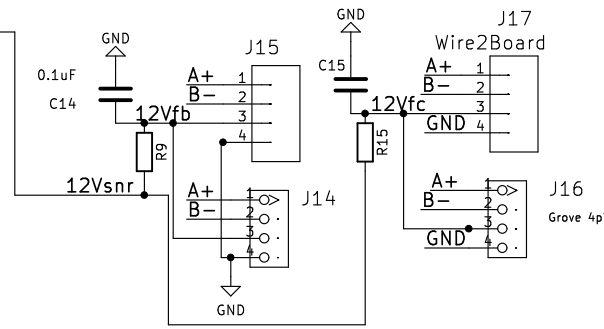 GND
0.1uF
C14
12Vfb
R9
12Vsnr
J15
A+ 1
B- 2
3
4
A+ 1
B- 2
3
4
J14
GND
GND
C15
12Vfc
R15
J17
Wire2Board
A+ 1
B- 2
3
GND 4
A+ 1
B- 2
3
GND 4
J16
Grove 4p